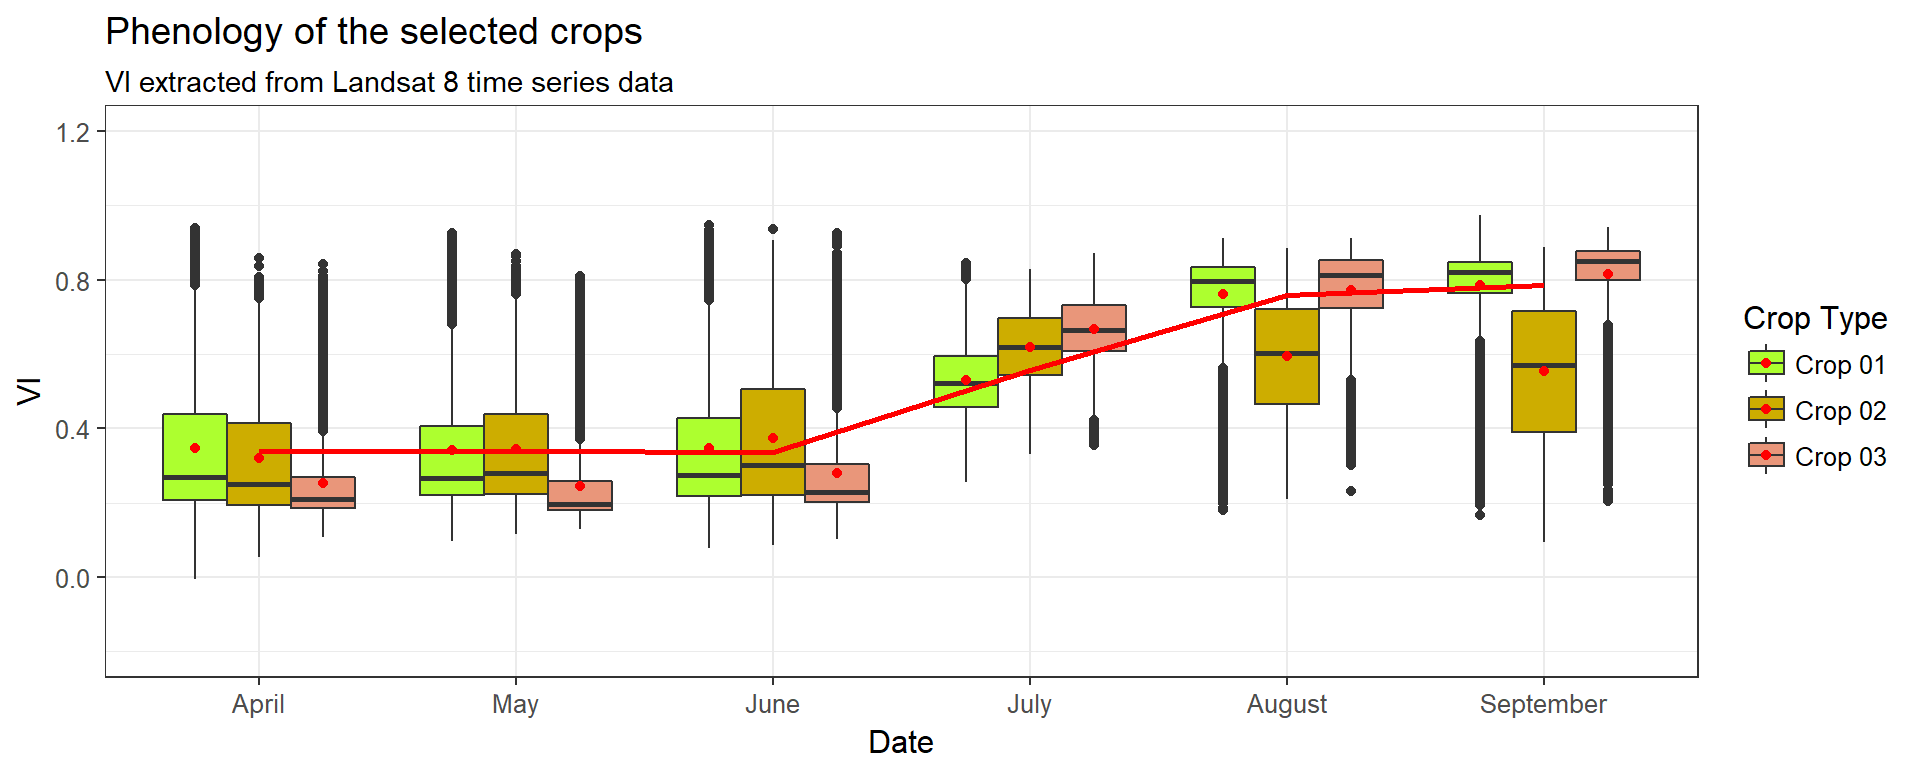 Phenology of the selected crops
VI extracted from Landsat 8 time series data
1.2
0.8
0.4
0.0
VI
April May June July August September
Date
Crop Type
Crop 01
Crop 02
Crop 03